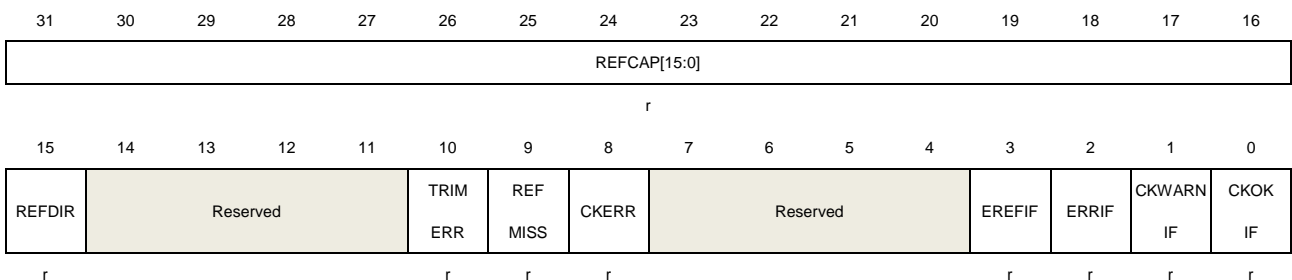 31 30 29 28 27 26 25 24 23 22 21 20 19 18 17 16
REFCAP[15:0]
r
15 14 13 12 11 10 9 8 7 6 5 4 3 2 1 0
REFDIR Reserved TRIM ERR REF MISS CKERR Reserved EREFIF ERRIF CKWARN IF CKOK IF
r r r r r r r r